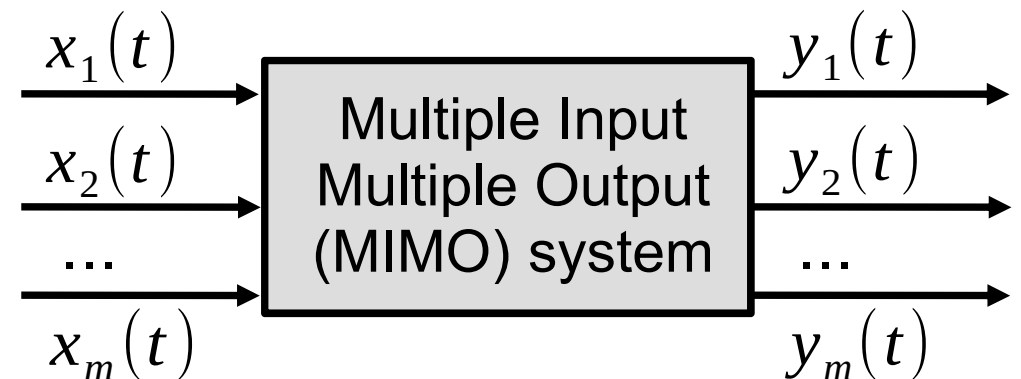 x₁(t)
x₂(t)
...
xₘ(t)
Multiple Input
Multiple Output
(MIMO) system
y₁(t)
y₂(t)
...
yₘ(t)